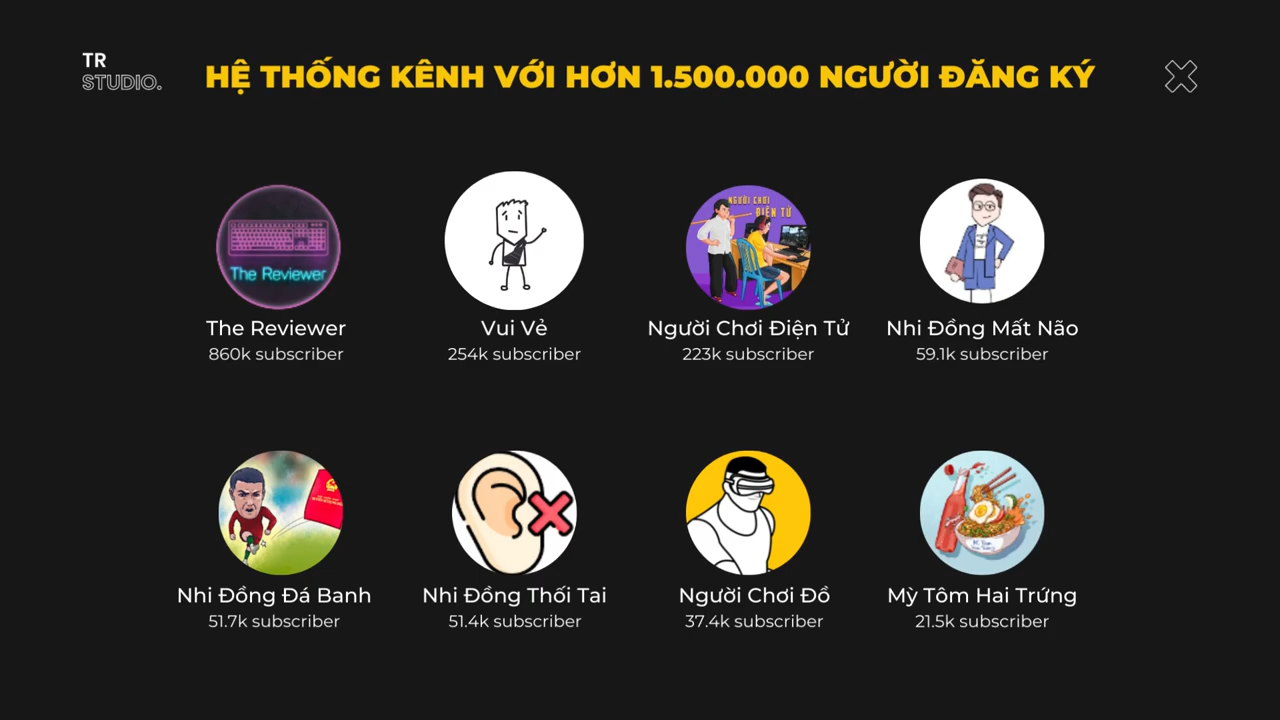 TR
STUDIO.
HỆ THỐNG KÊNH VỚI HƠN 1.500.000 NGƯỜI ĐĂNG KÝ
The Reviewer
NGƯỜI CHƠI
ĐIỆN TỬ
The Reviewer
860k subscriber
Vui Vẻ
254k subscriber
Người Chơi Điện Tử
223k subscriber
Nhi Đồng Mất Não
59.1k subscriber
Nhi Đồng Đá Banh
51.7k subscriber
Nhi Đồng Thối Tai
51.4k subscriber
Người Chơi Đồ
37.4k subscriber
Mỳ Tôm Hai Trứng
21.5k subscriber